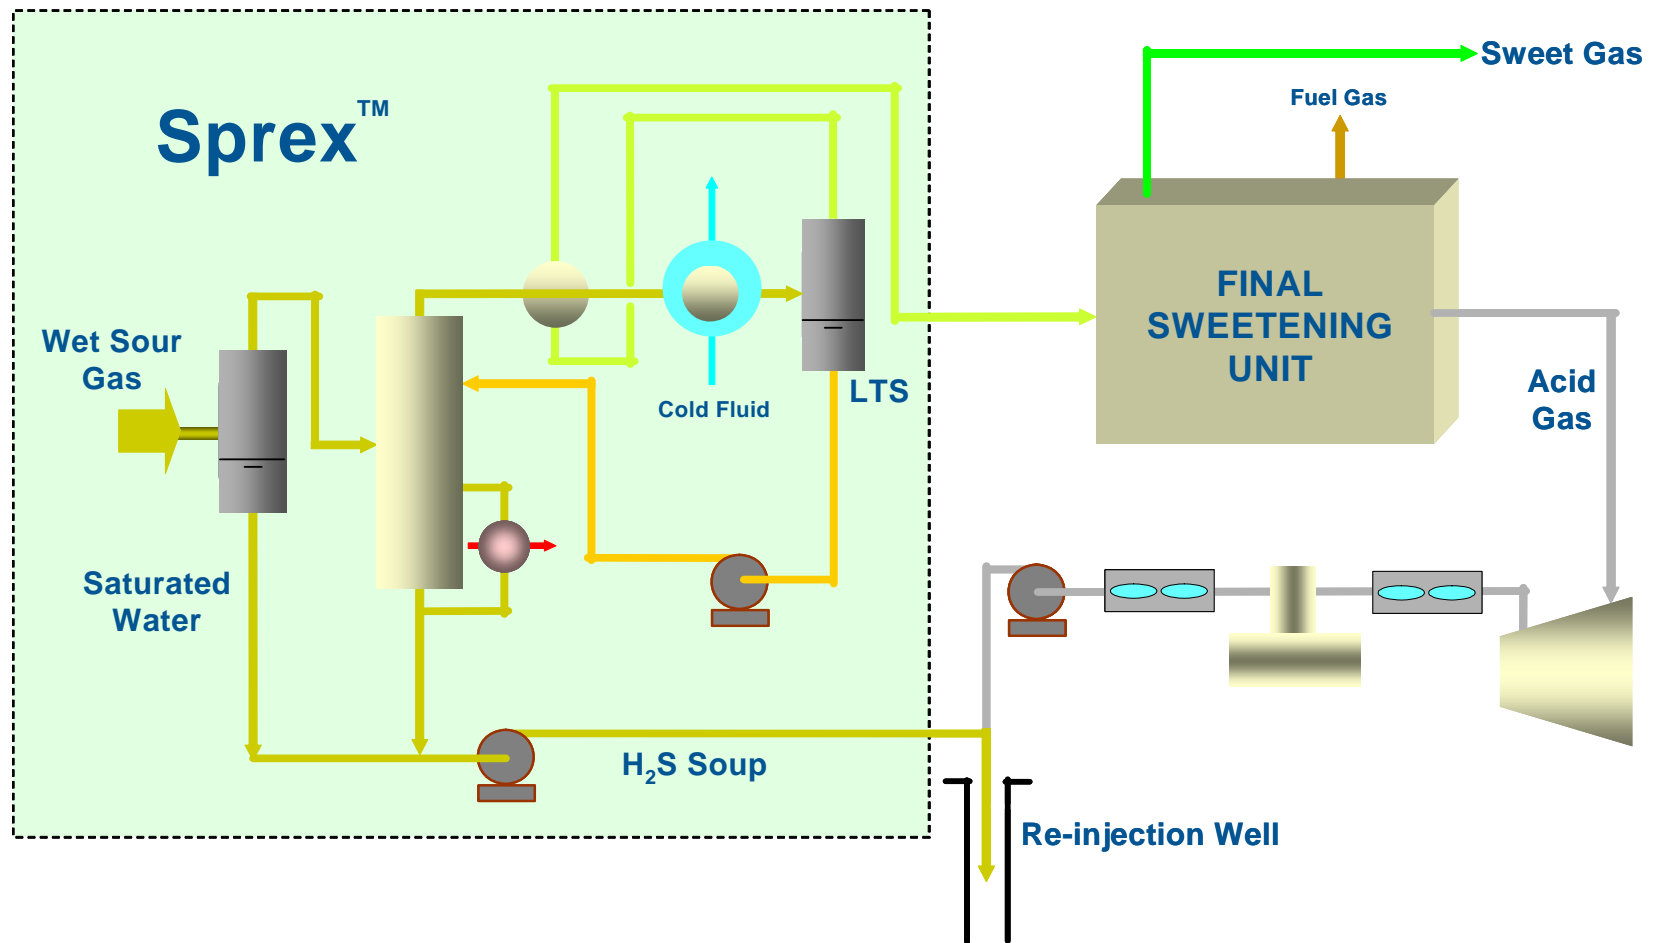 Sprex™
Sweet Gas
Fuel Gas
FINAL
SWEETENING
UNIT
Wet Sour
Gas
LTS
Cold Fluid
Acid
Gas
Saturated
Water
H₂S Soup
Re-injection Well